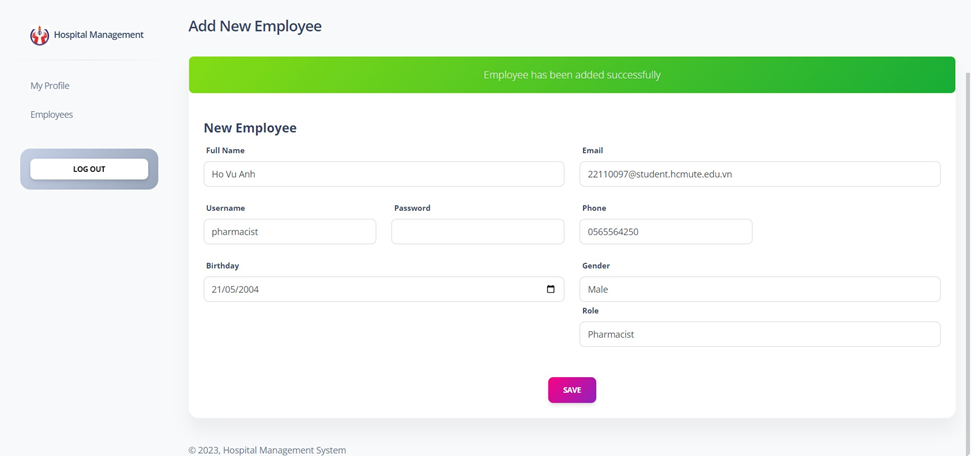 Hospital Management
My Profile
Employees
LOG OUT
Add New Employee
Employee has been added successfully
New Employee
Full Name
Ho Vu Anh
Email
22110097@student.hcmute.edu.vn
Username
pharmacist
Password
Phone
0565564250
Birthday
21/05/2004
Gender
Male
Role
Pharmacist
SAVE
© 2023, Hospital Management System